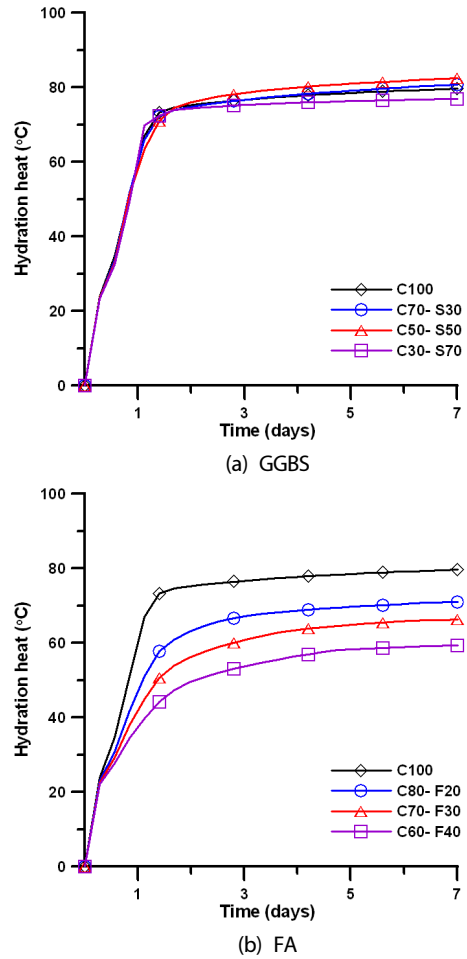 100
80
60
40
20
0
Hydration heat (°C)
C100
C70- S30
C50- S50
C30- S70
1 3 5 7
Time (days)
(a) GGBS
100
80
60
40
20
0
Hydration heat (°C)
C100
C80- F20
C70- F30
C60- F40
1 3 5 7
Time (days)
(b) FA